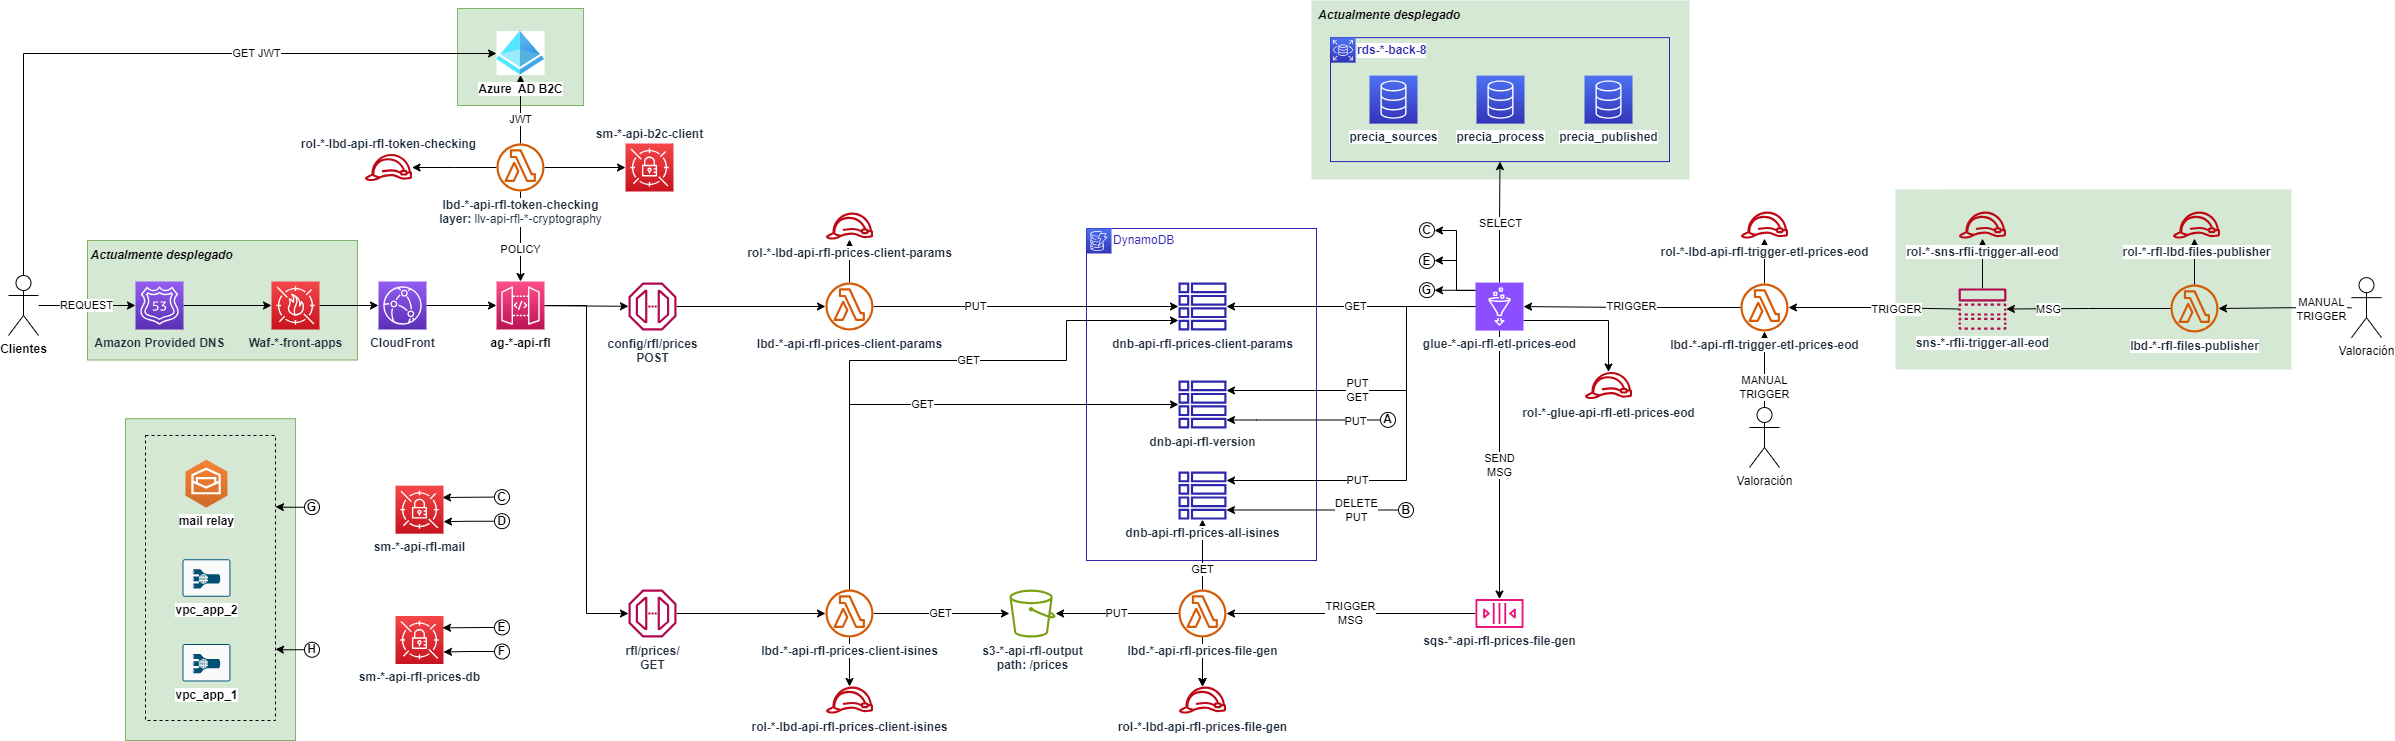 Actualmente desplegado
rds-*-back-8
precia_sources
precia_process
precia_published
GET JWT
Azure AD B2C
JWT
rol-*-lbd-api-rfl-token-checking
sm-*-api-b2c-client
lbd-*-api-rfl-token-checking
layer: llv-api-rfl-*-cryptography
POLICY
Actualmente desplegado
REQUEST
Clientes
53
Amazon Provided DNS
Waf-*-front-apps
CloudFront
ag-*-api-rfl
config/rfl/prices
POST
rol-*-lbd-api-rfl-prices-client-params
lbd-*-api-rfl-prices-client-params
PUT
GET
GET
DynamoDB
dnb-api-rfl-prices-client-params
GET
PUT
GET
dnb-api-rfl-version
PUT
A
PUT
DELETE
PUT
B
dnb-api-rfl-prices-all-isines
GET
SELECT
C
E
G
glue-*-api-rfl-etl-prices-eod
rol-*-glue-api-rfl-etl-prices-eod
SEND
MSG
TRIGGER
rol-*-lbd-api-rfl-trigger-etl-prices-eod
lbd-*-api-rfl-trigger-etl-prices-eod
MANUAL
TRIGGER
Valoración
TRIGGER
rol-*-sns-rfli-trigger-all-eod
sns-*-rfli-trigger-all-eod
MSG
rol-*-rfl-lbd-files-publisher
lbd-*-rfl-files-publisher
MANUAL
TRIGGER
Valoración
mail relay
vpc_app_2
vpc_app_1
G
H
sm-*-api-rfl-mail
C
D
sm-*-api-rfl-prices-db
E
F
rfl/prices/
GET
lbd-*-api-rfl-prices-client-isines
rol-*-lbd-api-rfl-prices-client-isines
GET
s3-*-api-rfl-output
path: /prices
PUT
lbd-*-api-rfl-prices-file-gen
rol-*-lbd-api-rfl-prices-file-gen
TRIGGER
MSG
sqs-*-api-rfl-prices-file-gen